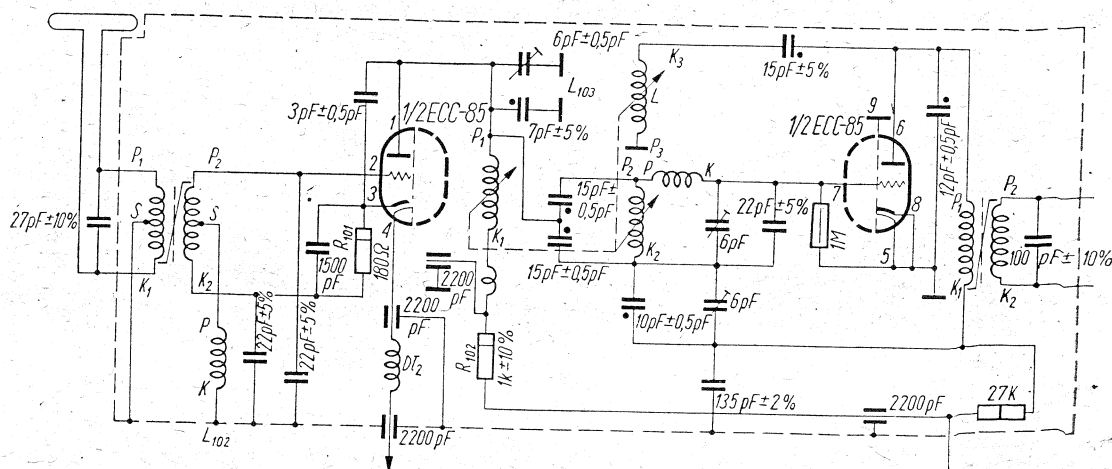 6pF±0,5pF
K3
15pF±5%
L103
L
9
3pF±0,5pF
1/2ECC-85
1
7pF±5%
1/2ECC-85
6
12pF±0,5pF
P1
P3
P1
P2
2
P2
P
K
15pF±
0,5pF
22pF±5%
7
8
P1
P2
27pF±10%
S
S
3
4
R101
180Ω
1500
pF
K1
K2
6pF
1M
5
100pF±10%
K1
K2
2200
pF
15pF±0,5pF
K1
K2
P
22pF±5%
22pF±5%
2200
pF
10pF±0,5pF
6pF
R102
1k±10%
DT2
K
135pF±2%
2200pF
27K
L102
2200pF